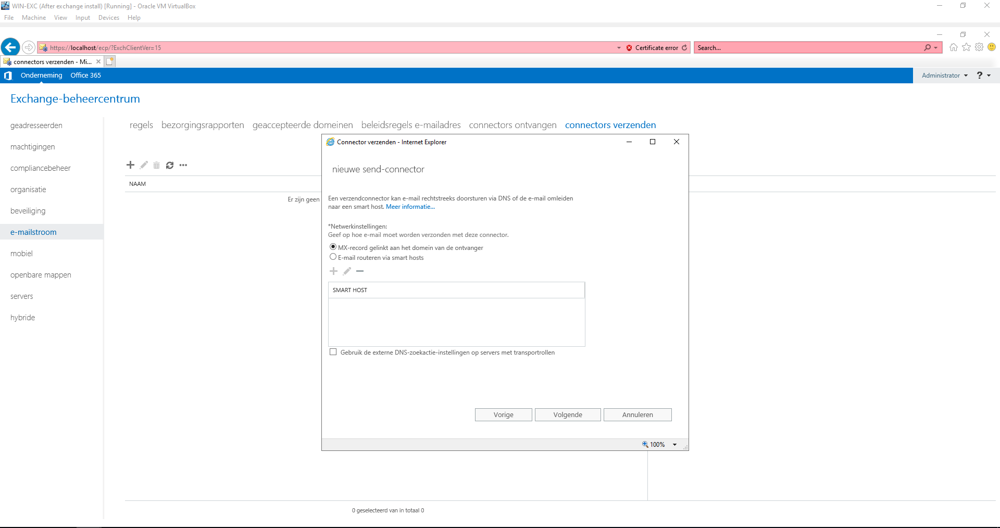 WIN-EXC (After exchange install) [Running] - Oracle VM VirtualBox
File Machine View Input Devices Help
https://localhost/ecp/?ExchClientVer=15 Certificate error Search...
connectors verzenden - Mi...
Onderneming Office 365 Administrator ?
Exchange-beheercentrum
geadresseerden
machtigingen
compliancebeheer
organisatie
beveiliging
e-mailstroom
mobiel
openbare mappen
servers
hybride
regels bezorgingsrapporten geaccepteerde domeinen beleidsregels e-mailadres connectors ontvangen connectors verzenden
NAAM
Er zijn geen
Connector verzenden - Internet Explorer
nieuwe send-connector
Een verzendconnector kan e-mail rechtstreeks doorsturen via DNS of de e-mail omleiden
naar een smart host. Meer informatie...
*Netwerkinstellingen:
Geef op hoe e-mail moet worden verzonden met deze connector.
MX-record gelinkt aan het domein van de ontvanger
E-mail routeren via smart hosts
SMART HOST
Gebruik de externe DNS-zoekactie-instellingen op servers met transportrollen
Vorige Volgende Annuleren
100%
0 geselecteerd van in totaal 0